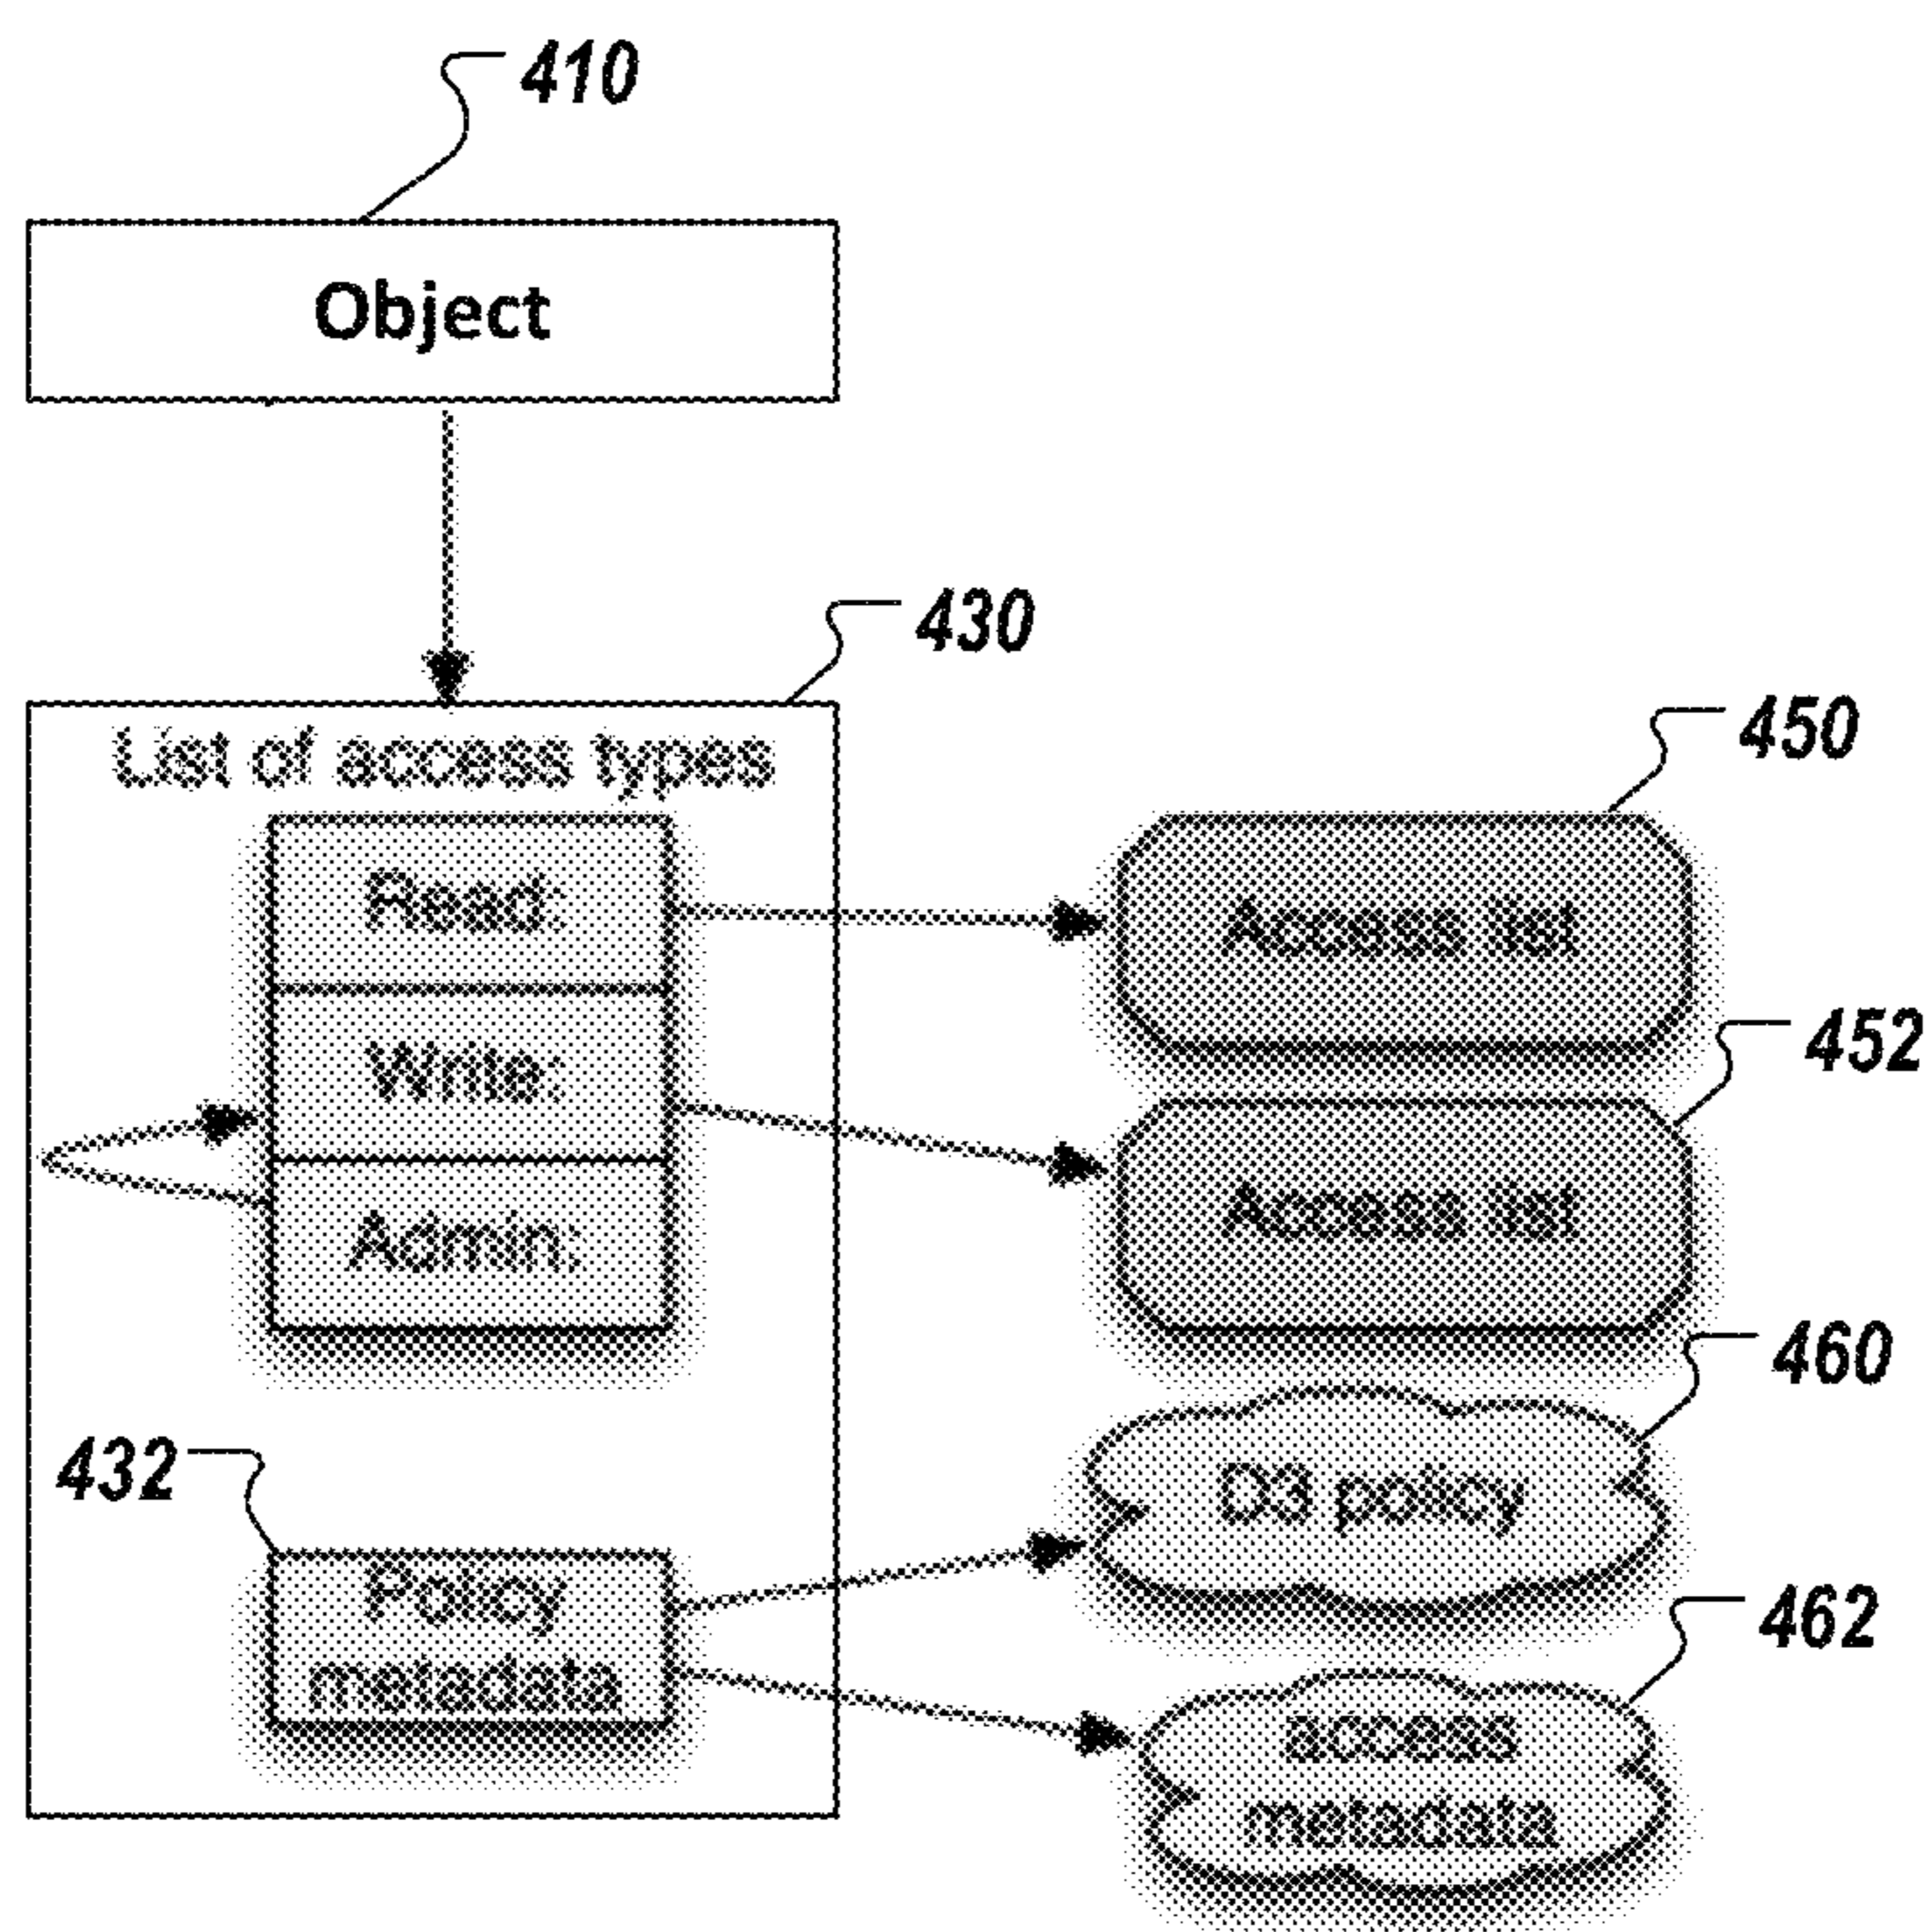 410
Object
430
List of access types
450
Read:
Access list
452
Write:
Access list
Admin:
460
432
D3 policy
Policy
metadata
462
access
metadata